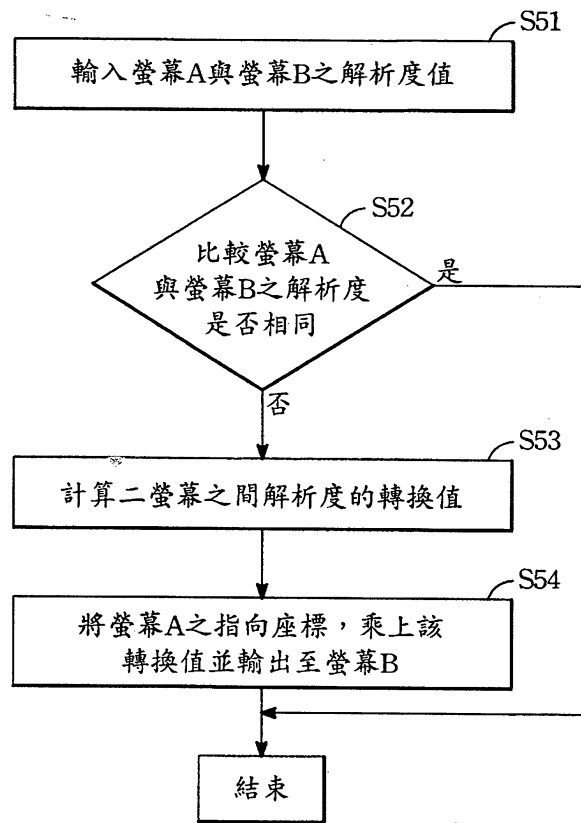 S51
輸入螢幕A與螢幕B之解析度值
S52
比較螢幕A
與螢幕B之解析度
是否相同
是
否
S53
計算二螢幕之間解析度的轉換值
S54
將螢幕A之指向座標,乘上該
轉換值並輸出至螢幕B
結束